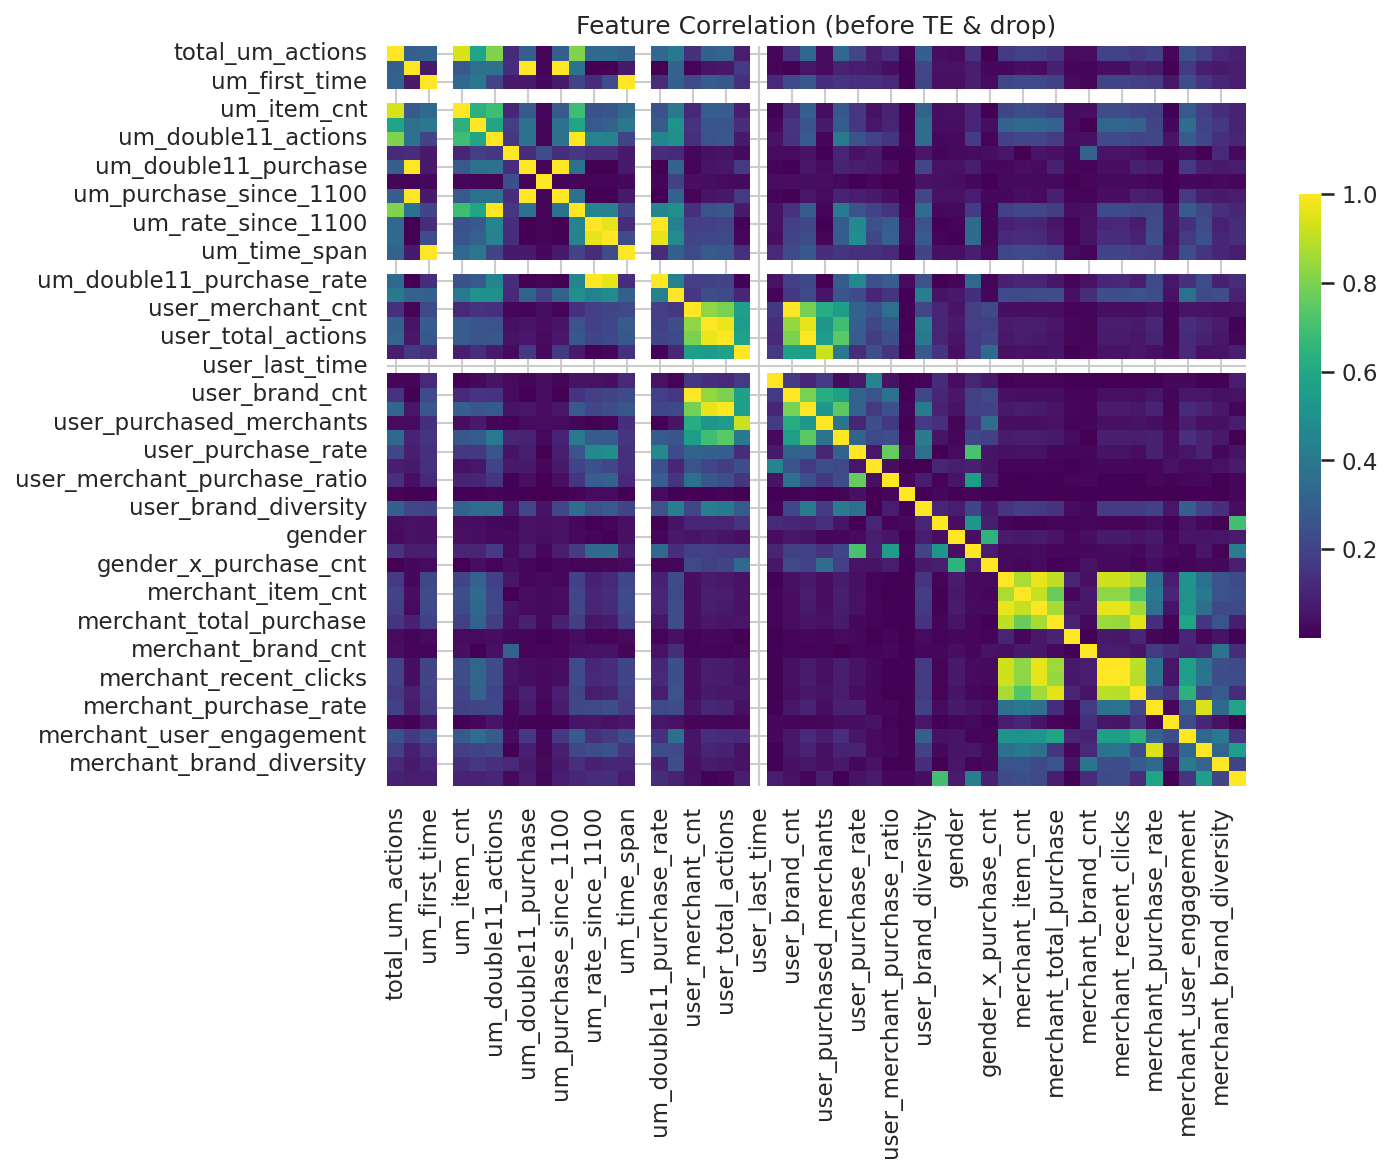 Feature Correlation (before TE & drop)
total_um_actions
um_first_time
um_item_cnt
um_double11_actions
um_double11_purchase
um_purchase_since_1100
um_rate_since_1100
um_time_span
um_double11_purchase_rate
user_merchant_cnt
user_total_actions
user_last_time
user_brand_cnt
user_purchased_merchants
user_purchase_rate
user_merchant_purchase_ratio
user_brand_diversity
gender
gender_x_purchase_cnt
merchant_item_cnt
merchant_total_purchase
merchant_brand_cnt
merchant_recent_clicks
merchant_purchase_rate
merchant_user_engagement
merchant_brand_diversity
total_um_actions
um_first_time
um_item_cnt
um_double11_actions
um_double11_purchase
um_purchase_since_1100
um_rate_since_1100
um_time_span
um_double11_purchase_rate
user_merchant_cnt
user_total_actions
user_last_time
user_brand_cnt
user_purchased_merchants
user_purchase_rate
user_merchant_purchase_ratio
user_brand_diversity
gender
gender_x_purchase_cnt
merchant_item_cnt
merchant_total_purchase
merchant_brand_cnt
merchant_recent_clicks
merchant_purchase_rate
merchant_user_engagement
merchant_brand_diversity
1.0
0.8
0.6
0.4
0.2